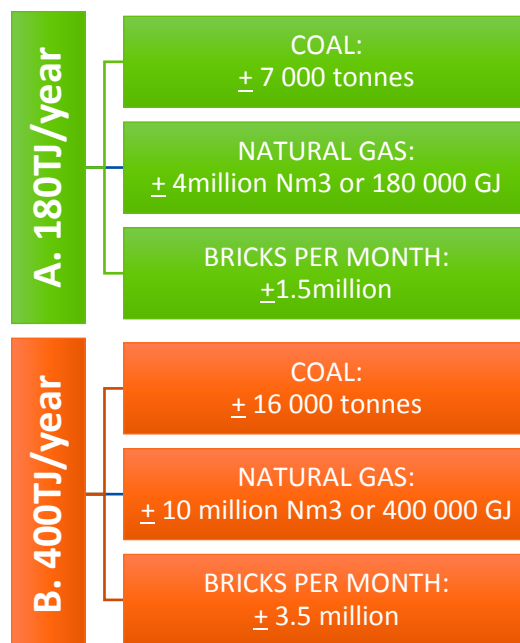 A. 180TJ/year
COAL:
± 7 000 tonnes
NATURAL GAS:
± 4million Nm3 or 180 000 GJ
BRICKS PER MONTH:
±1.5million
B. 400TJ/year
COAL:
± 16 000 tonnes
NATURAL GAS:
± 10 million Nm3 or 400 000 GJ
BRICKS PER MONTH:
± 3.5 million